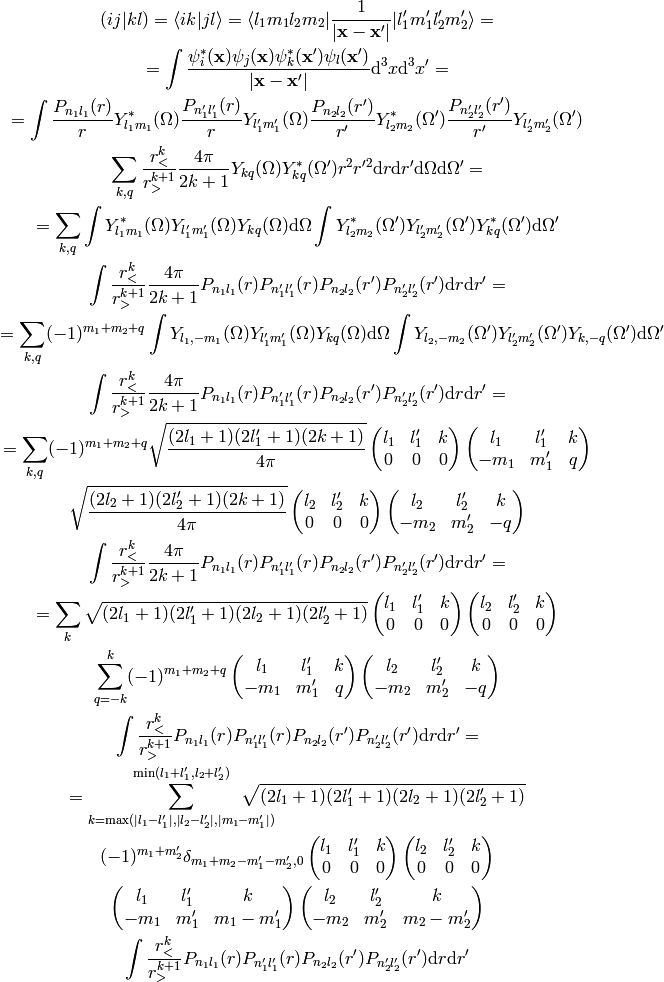 $(ij|kl) = \langle ik|jl \rangle = \langle l_1 m_1 l_2 m_2 | \frac{1}{|\mathbf{x} - \mathbf{x}'|} | l_1' m_1' l_2' m_2' \rangle =$
$= \int \frac{\psi_i^*(\mathbf{x}) \psi_j(\mathbf{x}) \psi_k^*(\mathbf{x}') \psi_l(\mathbf{x}')}{|\mathbf{x} - \mathbf{x}'|} \mathrm{d}^3 x \mathrm{d}^3 x' =$
$= \int \frac{P_{n_1 l_1}(r)}{r} Y_{l_1 m_1}^*(\Omega) \frac{P_{n_1' l_1'}(r)}{r} Y_{l_1' m_1'}(\Omega) \frac{P_{n_2 l_2}(r')}{r'} Y_{l_2 m_2}^*(\Omega') \frac{P_{n_2' l_2'}(r')}{r'} Y_{l_2' m_2'}(\Omega')$
$\sum_{k,q} \frac{r_<^k}{r_>^{k+1}} \frac{4\pi}{2k+1} Y_{kq}(\Omega) Y_{kq}^*(\Omega') r^2 r'^2 \mathrm{d}r \mathrm{d}r' \mathrm{d}\Omega \mathrm{d}\Omega' =$
$= \sum_{k,q} \int Y_{l_1 m_1}^*(\Omega) Y_{l_1' m_1'}(\Omega) Y_{kq}(\Omega) \mathrm{d}\Omega \int Y_{l_2 m_2}^*(\Omega') Y_{l_2' m_2'}(\Omega') Y_{kq}^*(\Omega') \mathrm{d}\Omega'$
$\int \frac{r_<^k}{r_>^{k+1}} \frac{4\pi}{2k+1} P_{n_1 l_1}(r) P_{n_1' l_1'}(r) P_{n_2 l_2}(r') P_{n_2' l_2'}(r') \mathrm{d}r \mathrm{d}r' =$
$= \sum_{k,q} (-1)^{m_1+m_2+q} \int Y_{l_1,-m_1}(\Omega) Y_{l_1' m_1'}(\Omega) Y_{kq}(\Omega) \mathrm{d}\Omega \int Y_{l_2,-m_2}(\Omega') Y_{l_2' m_2'}(\Omega') Y_{k,-q}(\Omega') \mathrm{d}\Omega'$
$\int \frac{r_<^k}{r_>^{k+1}} \frac{4\pi}{2k+1} P_{n_1 l_1}(r) P_{n_1' l_1'}(r) P_{n_2 l_2}(r') P_{n_2' l_2'}(r') \mathrm{d}r \mathrm{d}r' =$
$= \sum_{k,q} (-1)^{m_1+m_2+q} \sqrt{\frac{(2l_1+1)(2l_1'+1)(2k+1)}{4\pi}} \begin{pmatrix} l_1 & l_1' & k \\ 0 & 0 & 0 \end{pmatrix} \begin{pmatrix} l_1 & l_1' & k \\ -m_1 & m_1' & q \end{pmatrix}$
$\sqrt{\frac{(2l_2+1)(2l_2'+1)(2k+1)}{4\pi}} \begin{pmatrix} l_2 & l_2' & k \\ 0 & 0 & 0 \end{pmatrix} \begin{pmatrix} l_2 & l_2' & k \\ -m_2 & m_2' & -q \end{pmatrix}$
$\int \frac{r_<^k}{r_>^{k+1}} \frac{4\pi}{2k+1} P_{n_1 l_1}(r) P_{n_1' l_1'}(r) P_{n_2 l_2}(r') P_{n_2' l_2'}(r') \mathrm{d}r \mathrm{d}r' =$
$= \sum_k \sqrt{(2l_1+1)(2l_1'+1)(2l_2+1)(2l_2'+1)} \begin{pmatrix} l_1 & l_1' & k \\ 0 & 0 & 0 \end{pmatrix} \begin{pmatrix} l_2 & l_2' & k \\ 0 & 0 & 0 \end{pmatrix}$
$\sum_{q=-k}^{k} (-1)^{m_1+m_2+q} \begin{pmatrix} l_1 & l_1' & k \\ -m_1 & m_1' & q \end{pmatrix} \begin{pmatrix} l_2 & l_2' & k \\ -m_2 & m_2' & -q \end{pmatrix}$
$\int \frac{r_<^k}{r_>^{k+1}} P_{n_1 l_1}(r) P_{n_1' l_1'}(r) P_{n_2 l_2}(r') P_{n_2' l_2'}(r') \mathrm{d}r \mathrm{d}r' =$
$= \sum_{k=\max(|l_1-l_1'|,|l_2-l_2'|,|m_1-m_1'|)}^{\min(l_1+l_1',l_2+l_2')} \sqrt{(2l_1+1)(2l_1'+1)(2l_2+1)(2l_2'+1)}$
$(-1)^{m_1+m_2'} \delta_{m_1+m_2-m_1'-m_2',0} \begin{pmatrix} l_1 & l_1' & k \\ 0 & 0 & 0 \end{pmatrix} \begin{pmatrix} l_2 & l_2' & k \\ 0 & 0 & 0 \end{pmatrix}$
$\begin{pmatrix} l_1 & l_1' & k \\ -m_1 & m_1' & m_1-m_1' \end{pmatrix} \begin{pmatrix} l_2 & l_2' & k \\ -m_2 & m_2' & m_2-m_2' \end{pmatrix}$
$\int \frac{r_<^k}{r_>^{k+1}} P_{n_1 l_1}(r) P_{n_1' l_1'}(r) P_{n_2 l_2}(r') P_{n_2' l_2'}(r') \mathrm{d}r \mathrm{d}r'$